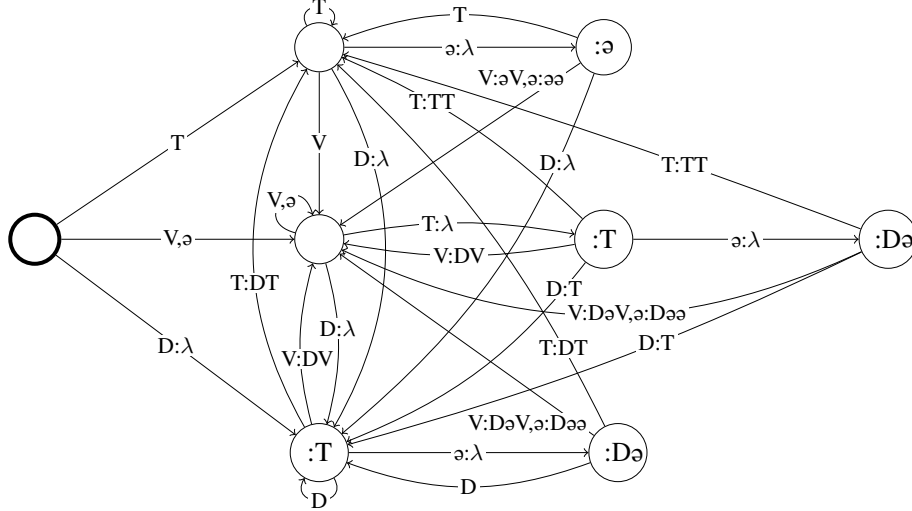 T
T
:ə
ə:λ
V:əV,ə:əə
T:TT
T
V
D:λ
D:λ
T:TT
V,ə
V,ə
T:λ
:T
ə:λ
:Də
V:DV
T:DT
D:T
V:DəV,ə:Dəə
D:λ
D:λ
V:DV
T:DT
D:T
V:DəV,ə:Dəə
:T
ə:λ
:Də
D
D